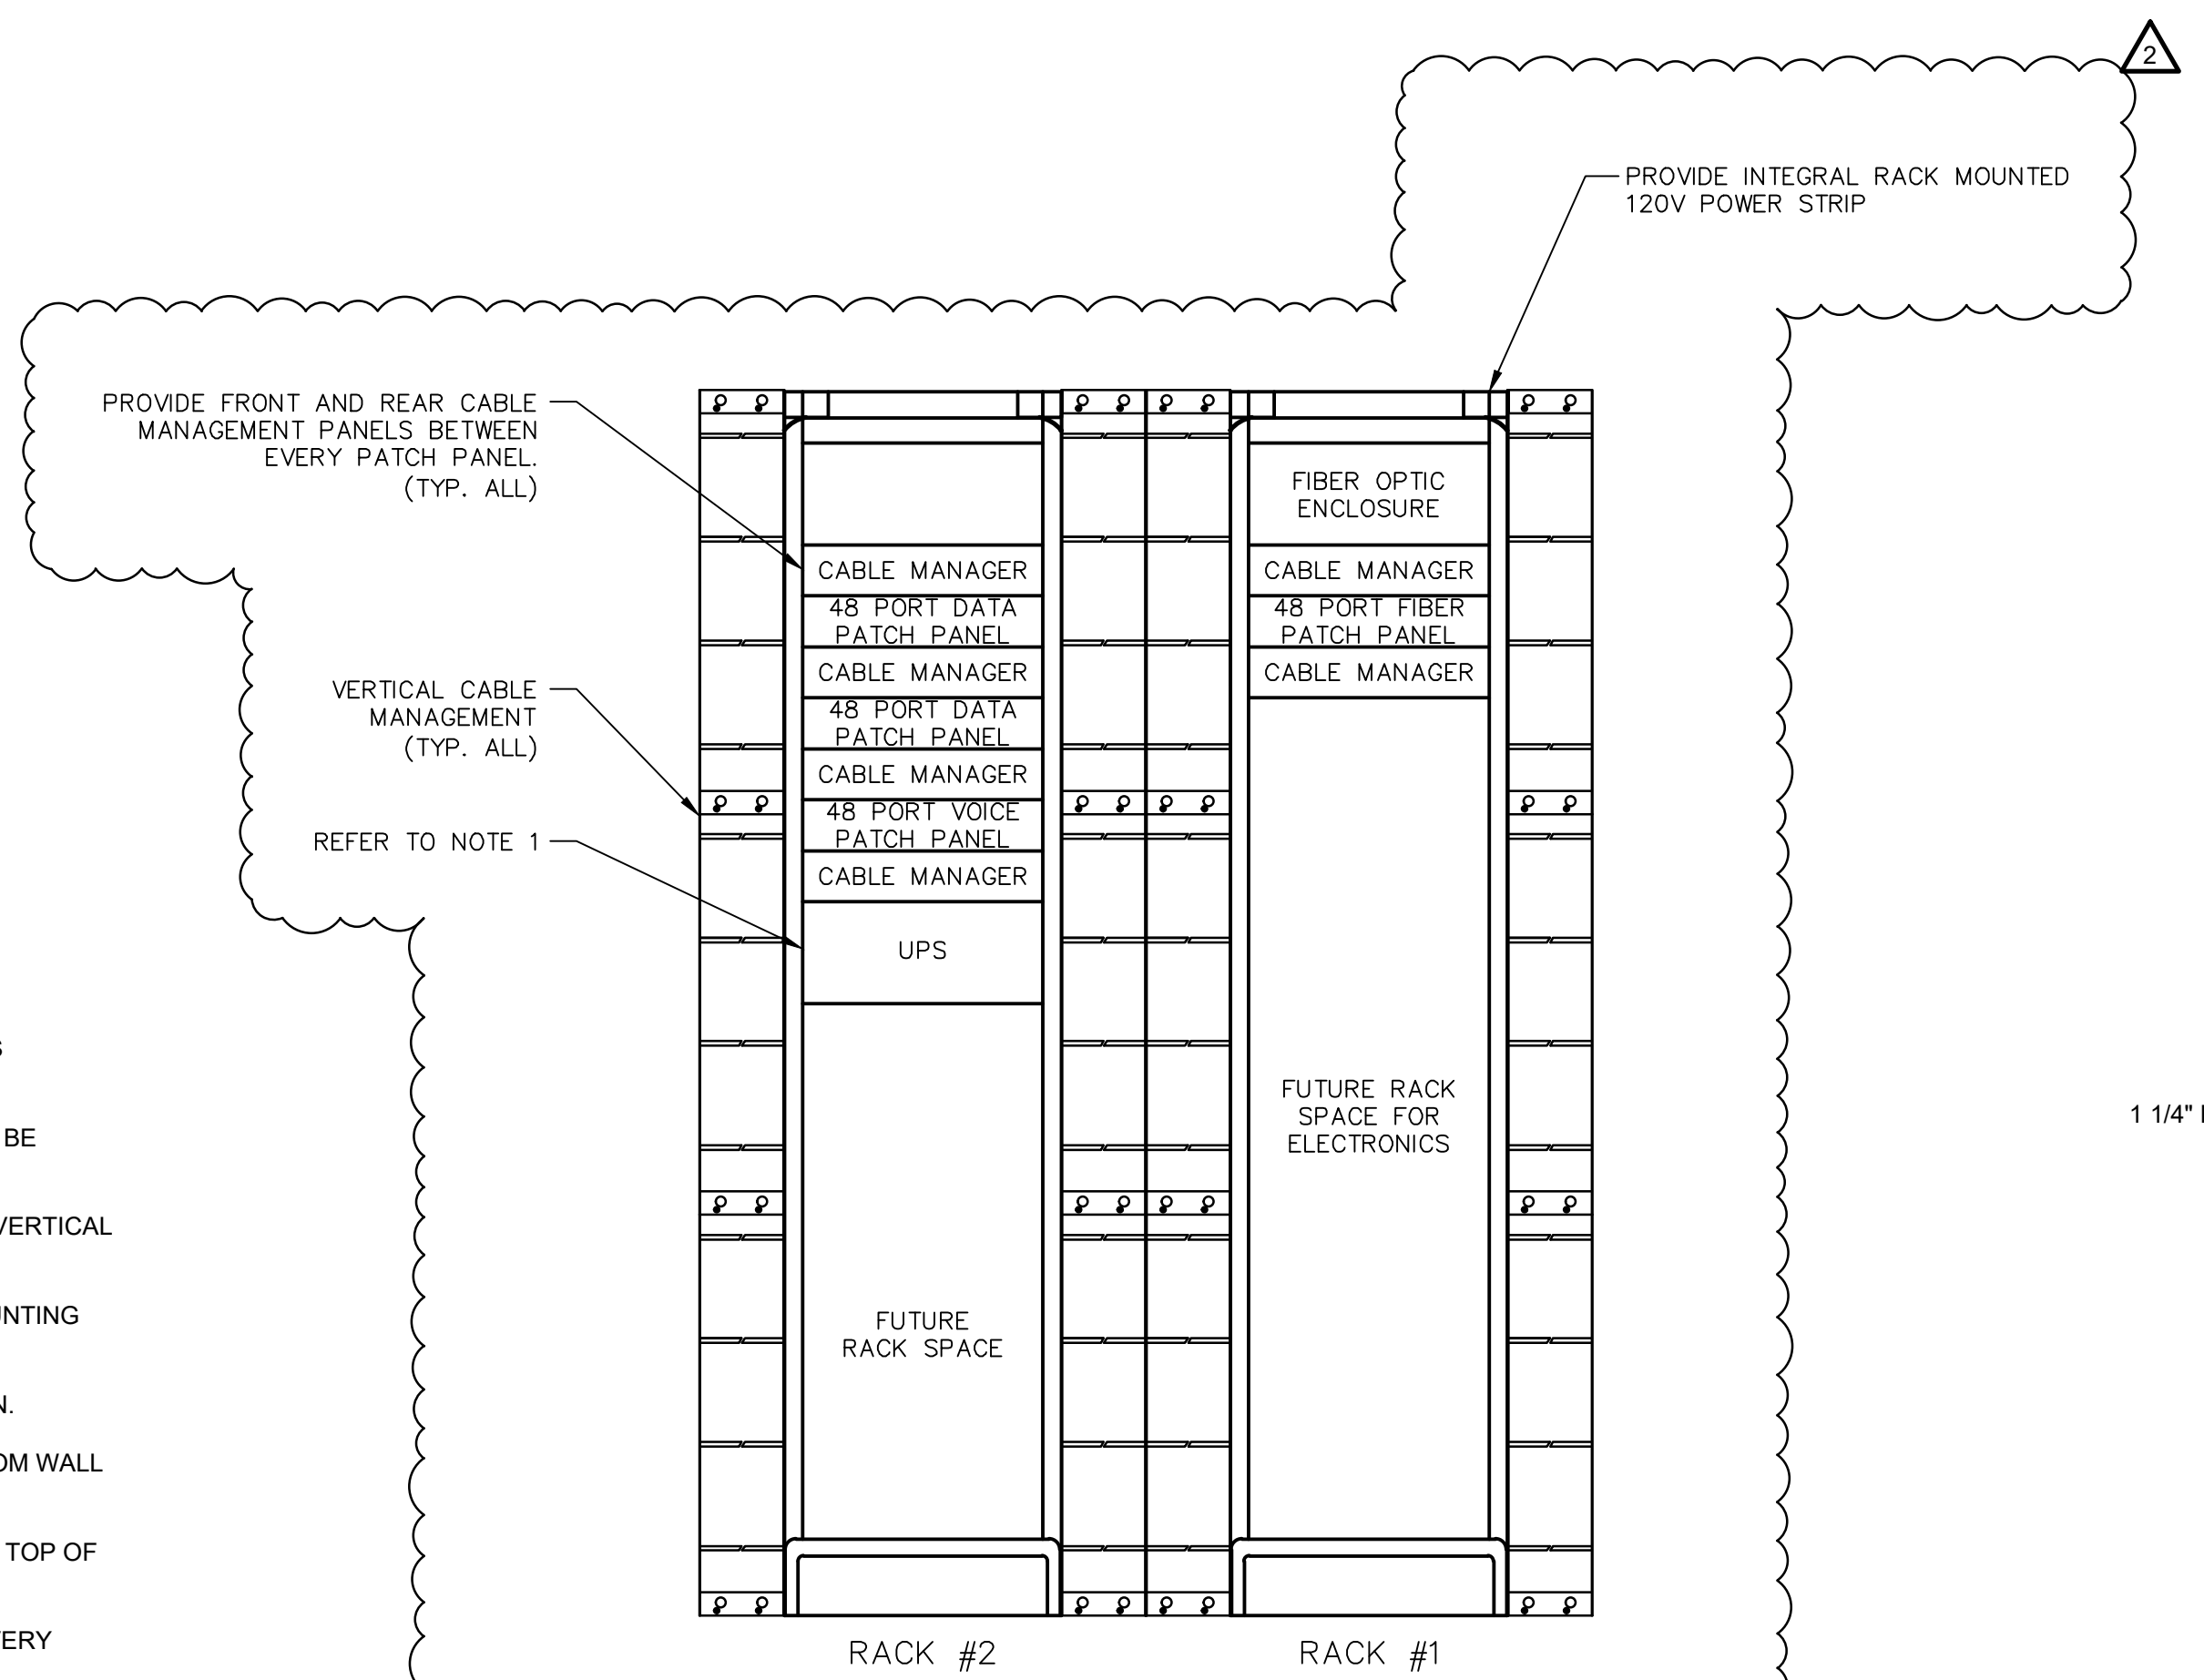 2
PROVIDE INTEGRAL RACK MOUNTED
120V POWER STRIP
PROVIDE FRONT AND REAR CABLE
MANAGEMENT PANELS BETWEEN
EVERY PATCH PANEL.
(TYP. ALL)
VERTICAL CABLE
MANAGEMENT
(TYP. ALL)
REFER TO NOTE 1
CABLE MANAGER
48 PORT DATA
PATCH PANEL
CABLE MANAGER
48 PORT DATA
PATCH PANEL
CABLE MANAGER
48 PORT VOICE
PATCH PANEL
CABLE MANAGER
UPS
FUTURE
RACK SPACE
RACK #2
FIBER OPTIC
ENCLOSURE
CABLE MANAGER
48 PORT FIBER
PATCH PANEL
CABLE MANAGER
FUTURE RACK
SPACE FOR
ELECTRONICS
RACK #1
BE
VERTICAL
WALL
TOP OF
1 1/4"